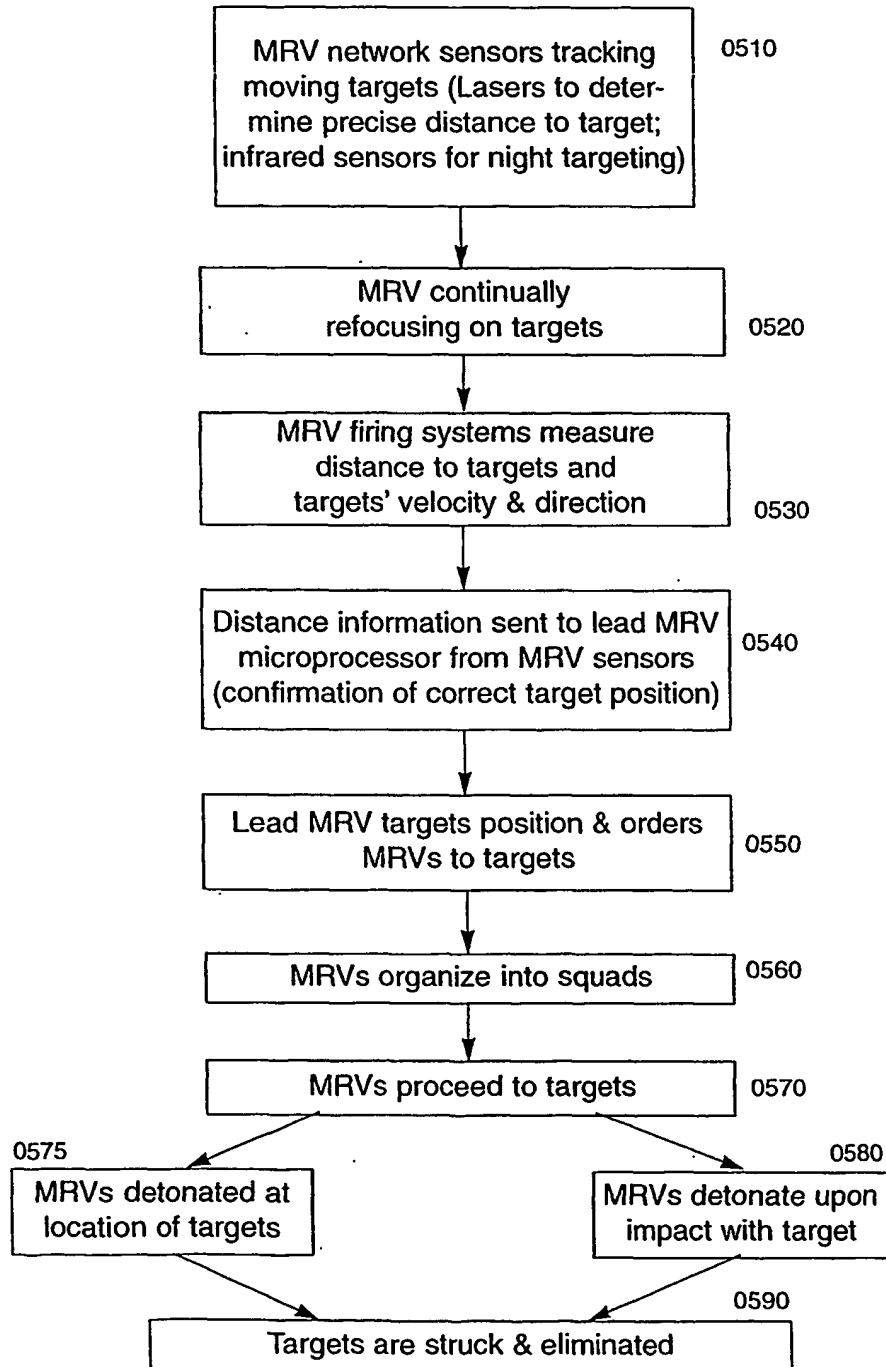 MRV network sensors tracking
moving targets (Lasers to deter-
mine precise distance to target;
infrared sensors for night targeting)
0510
MRV continually
refocusing on targets
0520
MRV firing systems measure
distance to targets and
targets' velocity & direction
0530
Distance information sent to lead MRV
microprocessor from MRV sensors
(confirmation of correct target position)
0540
Lead MRV targets position & orders
MRVs to targets
0550
MRVs organize into squads
0560
MRVs proceed to targets
0570
0575
MRVs detonated at
location of targets
0580
MRVs detonate upon
impact with target
0590
Targets are struck & eliminated